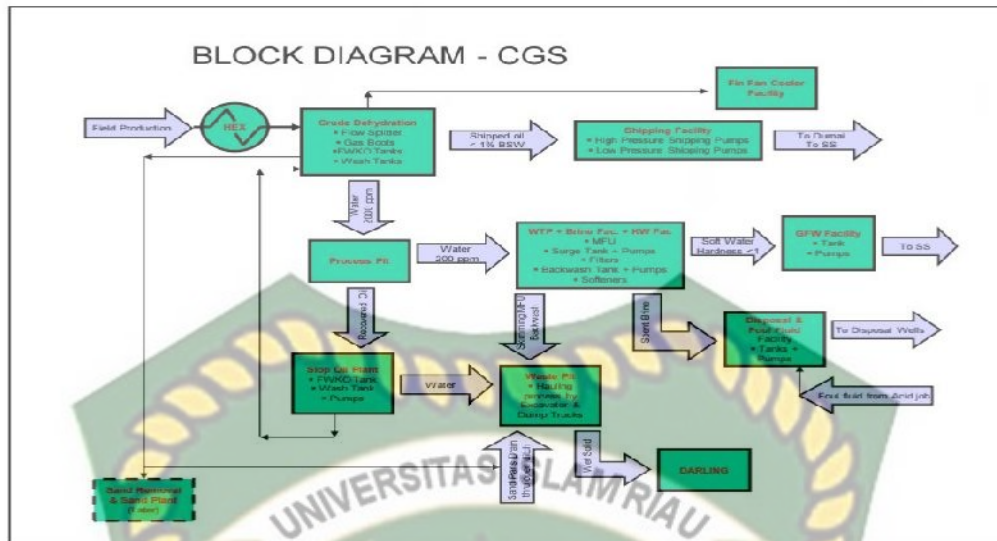 BLOCK DIAGRAM - CGS
Fin Fan Cooler
Facility
Field Production
HEX
Crude Dehydration
• Flow Splitter
• Gas Boots
• FWKO Tanks
• Wash Tanks
Shipped oil
< 1% BSW
Shipping Facility
• High Pressure Shipping Pumps
• Low Pressure Shipping Pumps
To Dumai
To SS
Water
2000 ppm
Process Pit
Water
200 ppm
WTP + Brine Fac. + RW Fac.
• MFU
• Surge Tank + Pumps
• Filters
• Backwash Tank + Pumps
• Softeners
Soft Water
Hardness <1
GFW Facility
• Tank
• Pumps
To SS
Recovered Oil
Skimming MFU
Backwash
Spent Brine
Disposal &
Foul Fluid
Facility
• Tanks +
Pumps
To Disposal Wells
Slop Oil Plant
• FWKO Tank
• Wash Tank
• Pumps
Water
Waste Pit
• Hauling
process by
Excavator &
Dump Trucks
Foul fluid from Acid job
Sand Pans Drain
Wet Solid
DARLING
Sand Removal
& Sand Plant
(Later)
UNIVERSITAS ISLAM RIAU